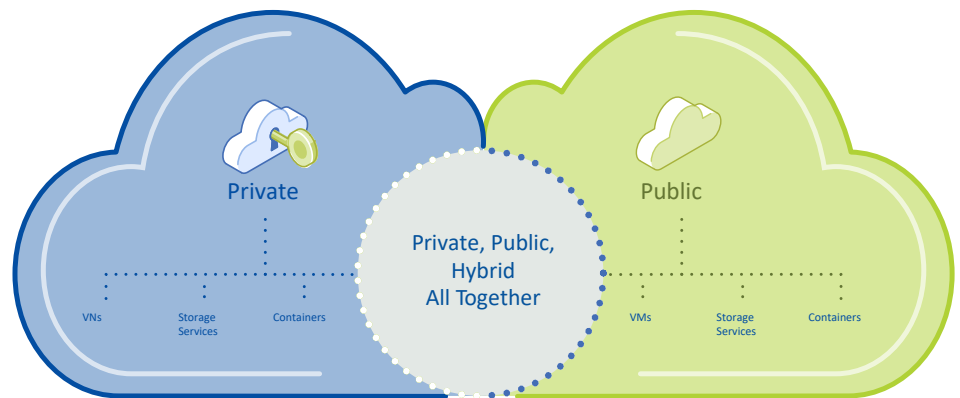 Private
VNs
Storage
Services
Containers
Private, Public,
Hybrid
All Together
Public
VMs
Storage
Services
Containers